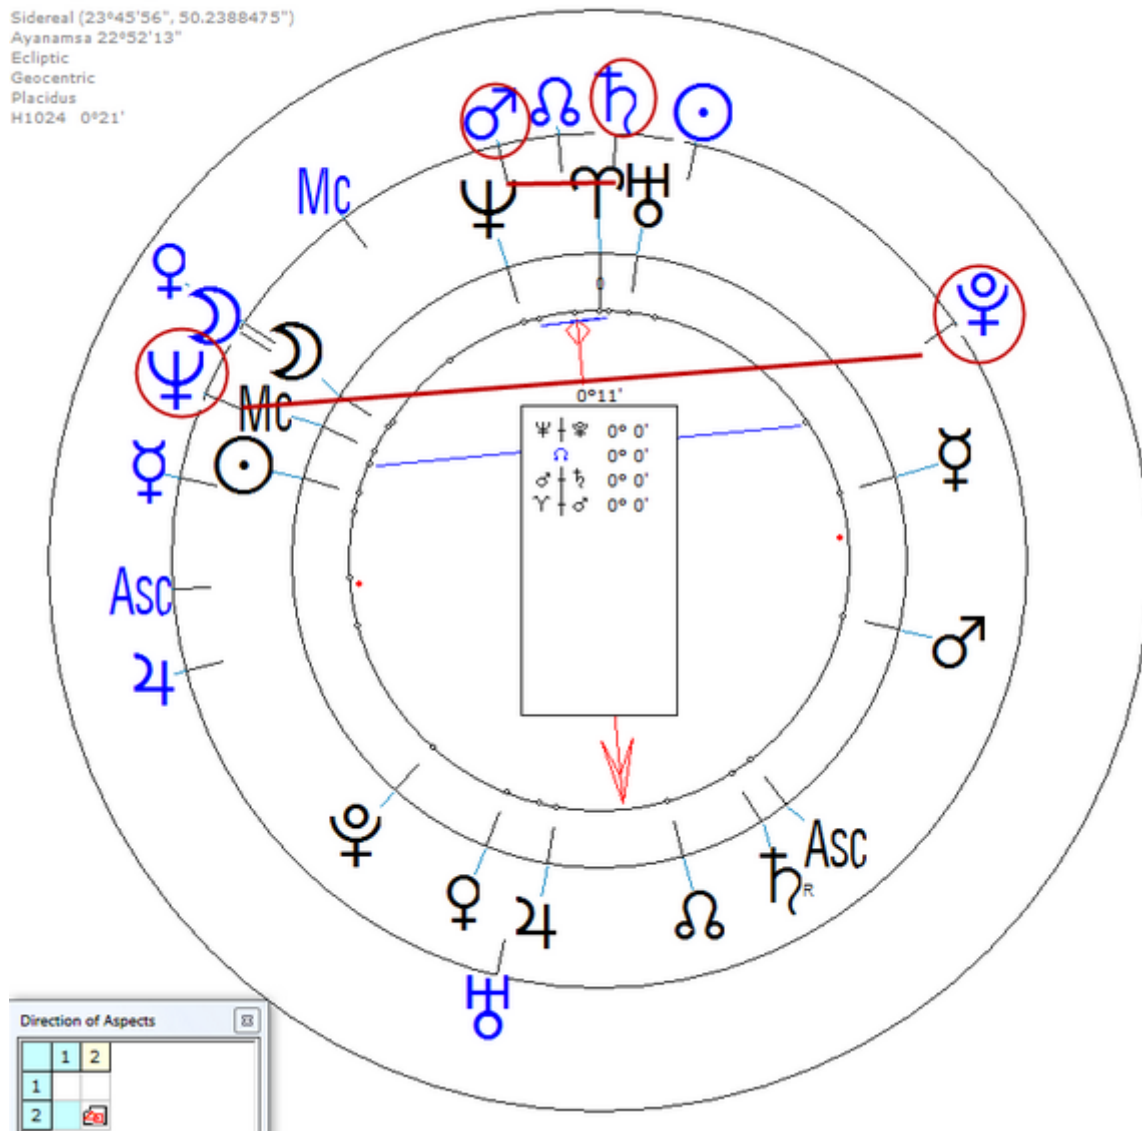 Sidereal (23°45'56", 50.2388475")
Ayanamsa 22°52'13"
Ecliptic
Geocentric
Placidus
H1024 0°21'
♂ ☊ ♄ ☉
Mc ♆ ♈ ♅
♀
☽ ☽ ♇
♆
Mc
0°11'
♆ ┼ ♇ 0° 0'
☊ 0° 0'
♂ ┼ ♄ 0° 0'
♈ ┼ ♂ 0° 0'
☿ ☉ ☿
Asc
♃ ♂
♇ Asc
♀ ♃ ☊ ♄R
♅
Direction of Aspects
1 2
1
2